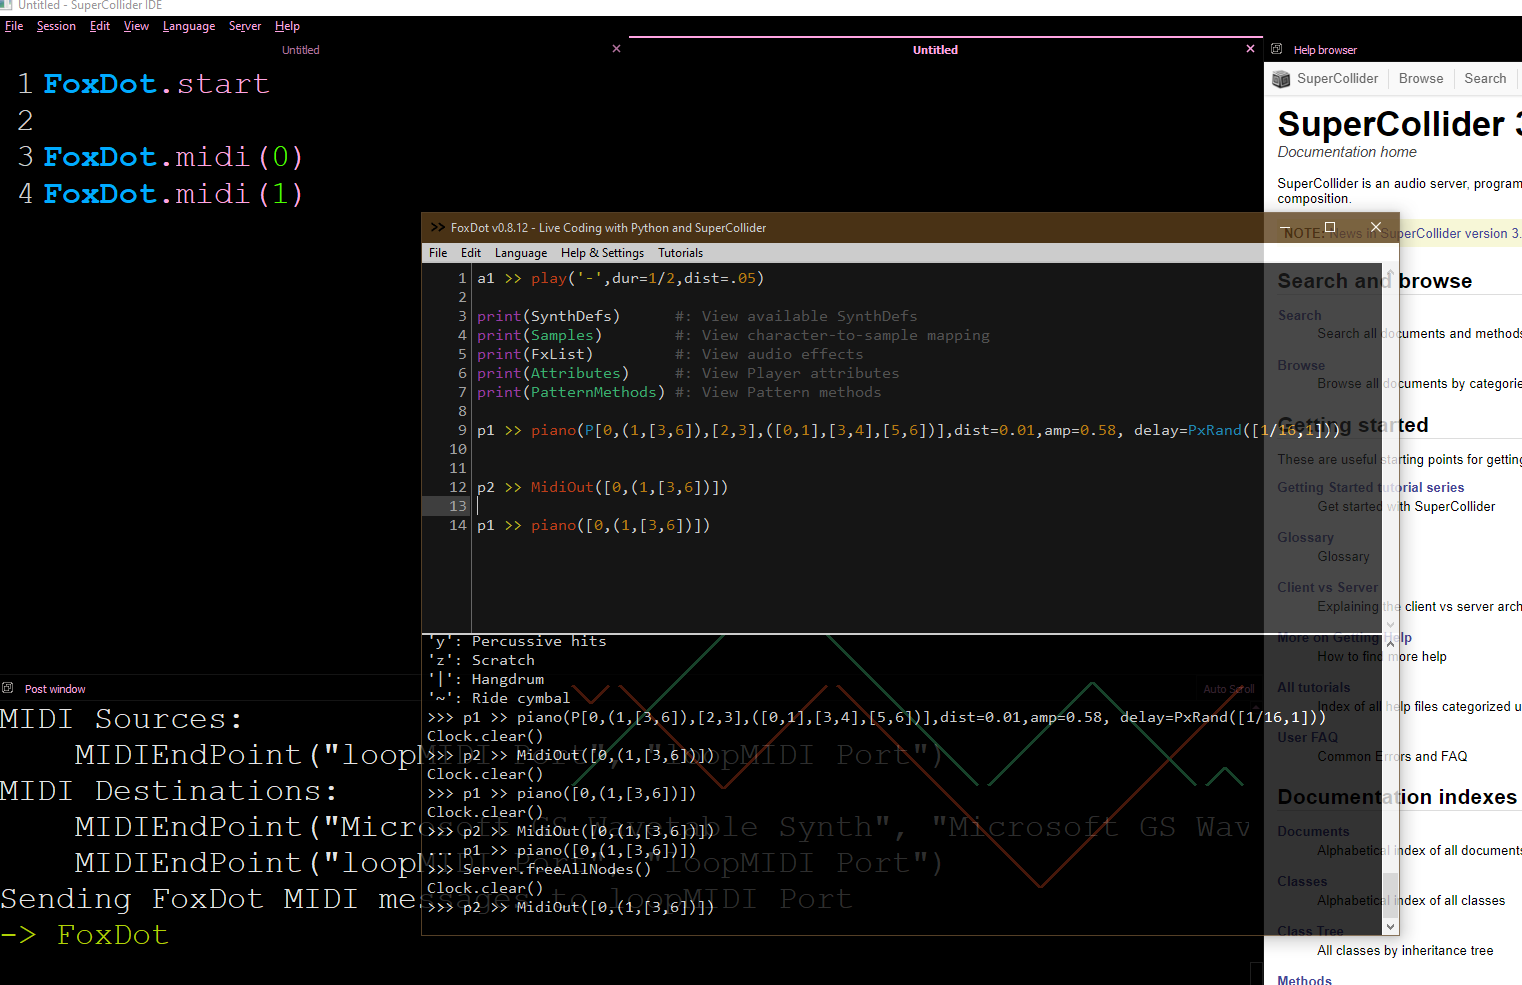 Untitled - SuperCollider IDE
File Session Edit View Language Server Help
Untitled
Untitled
Help browser
1 FoxDot.start
2
3 FoxDot.midi(0)
4 FoxDot.midi(1)
SuperCollider Browse Search
SuperCollider 3
Documentation home
SuperCollider is an audio server, program
composition.
NOTE: News in SuperCollider version 3.
Search and browse
Search
Search all documents and methods
Browse
Browse all documents by categorie
Getting started
These are useful starting points for getting
Getting Started tutorial series
Get started with SuperCollider
Glossary
Glossary
Client vs Server
Explaining the client vs server arch
More on Getting Help
How to find more help
All tutorials
Index of all help files categorized u
User FAQ
Common Errors and FAQ
Documentation indexes
Documents
Alphabetical index of all documents
Classes
Alphabetical index of all classes
Class Tree
All classes by inheritance tree
Methods
>> FoxDot v0.8.12 - Live Coding with Python and SuperCollider
File Edit Language Help & Settings Tutorials
1 a1 >> play('-',dur=1/2,dist=.05)
2
3 print(SynthDefs) #: View available SynthDefs
4 print(Samples) #: View character-to-sample mapping
5 print(FxList) #: View audio effects
6 print(Attributes) #: View Player attributes
7 print(PatternMethods) #: View Pattern methods
8
9 p1 >> piano(P[0,(1,[3,6]),[2,3],([0,1],[3,4],[5,6])],dist=0.01,amp=0.58, delay=PxRand([1/16,1]))
10
11
12 p2 >> MidiOut([0,(1,[3,6])])
13
14 p1 >> piano([0,(1,[3,6])])
'y': Percussive hits
'z': Scratch
'|': Hangdrum
'~': Ride cymbal
>>> p1 >> piano(P[0,(1,[3,6]),[2,3],([0,1],[3,4],[5,6])],dist=0.01,amp=0.58, delay=PxRand([1/16,1]))
Clock.clear()
>>> p2 >> MidiOut([0,(1,[3,6])])
Clock.clear()
>>> p1 >> piano([0,(1,[3,6])])
Clock.clear()
>>> p2 >> MidiOut([0,(1,[3,6])])
... p1 >> piano([0,(1,[3,6])])
>>> Server.freeAllNodes()
Clock.clear()
>>> p2 >> MidiOut([0,(1,[3,6])])
Post window
Auto Scroll
MIDI Sources:
MIDIEndPoint("loopMIDI Port", "loopMIDI Port")
MIDI Destinations:
MIDIEndPoint("Microsoft GS Wavetable Synth", "Microsoft GS Wav
MIDIEndPoint("loopMIDI Port", "loopMIDI Port")
Sending FoxDot MIDI messages to loopMIDI Port
-> FoxDot